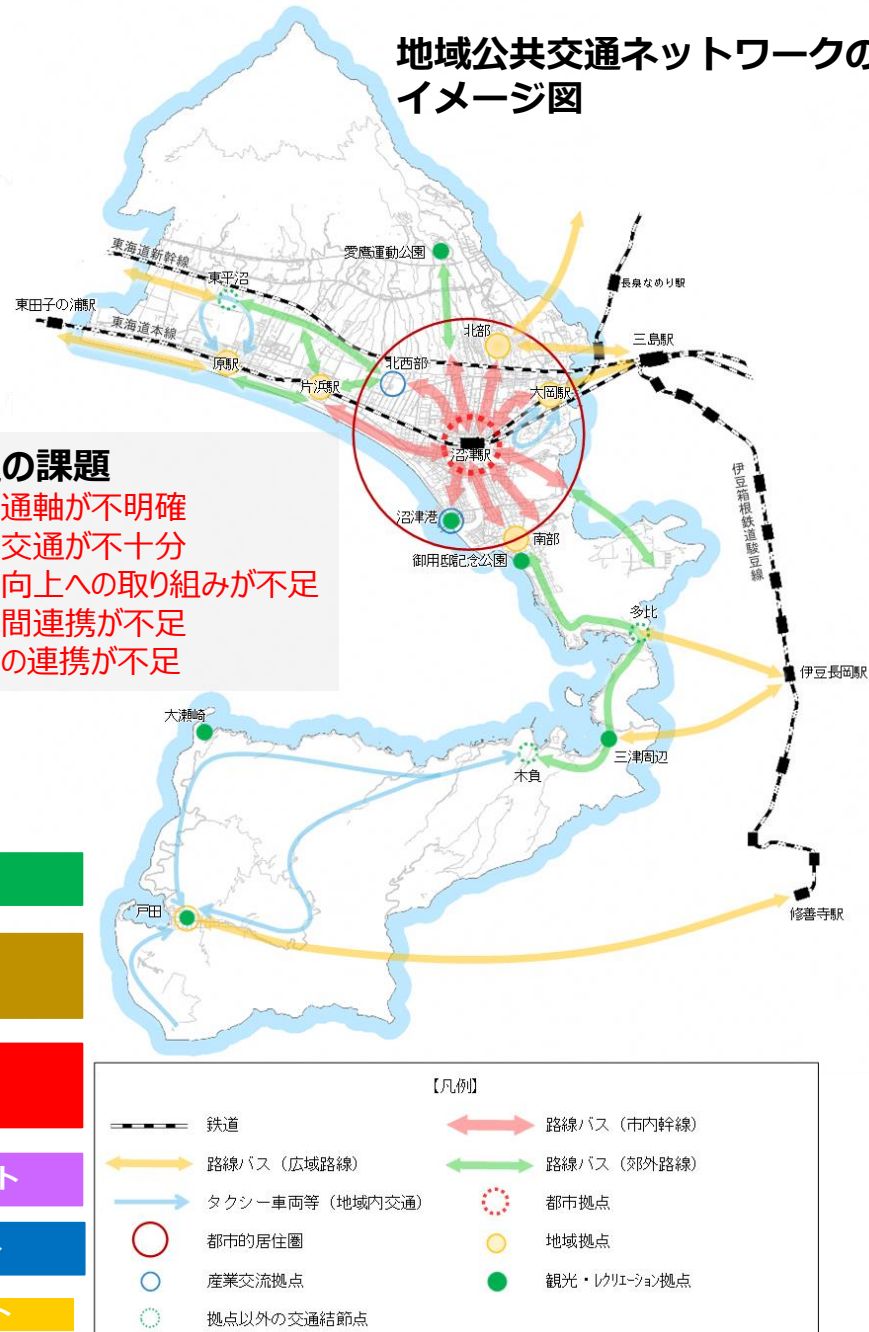 地域公共交通ネットワークの
イメージ図
愛鷹運動公園
東海道新幹線
東平沼
長泉なめり駅
東田子の浦駅
東海道本線
北部
三島駅
原駅
片浜駅
北西部
大岡駅
沼津駅
の課題
通軸が不明確
交通が不十分
向上への取り組みが不足
間連携が不足
の連携が不足
沼津港
南部
御用邸記念公園
伊豆箱根鉄道駿豆線
多比
伊豆長岡駅
大瀬崎
三津周辺
木負
戸田
修善寺駅
ト
ト
【凡例】
鉄道
路線バス（市内幹線）
路線バス（広域路線）
路線バス（郊外路線）
タクシー車両等（地域内交通）
都市拠点
都市的居住圏
地域拠点
産業交流拠点
観光・レクリエーション拠点
拠点以外の交通結節点